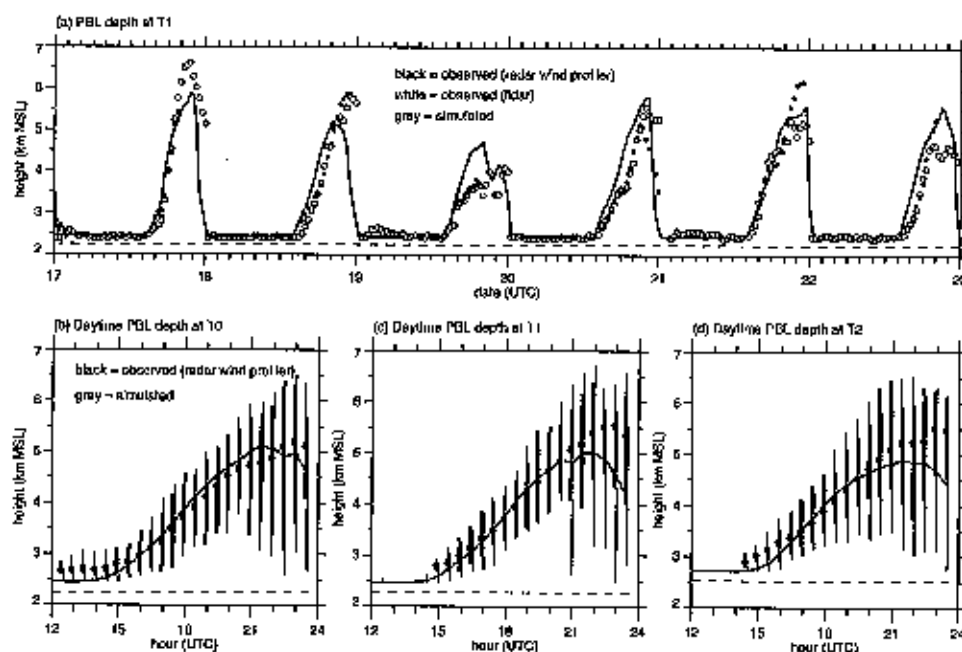 (a) PBL depth at T1
7
6
5
4
3
2
height (km MSL)
black = observed (radar wind profiler)
white = observed (lidar)
gray = simulated
17 18 19 20 21 22 23
date (UTC)
(b) Daytime PBL depth at T0
7
6
5
4
3
2
height (km MSL)
black = observed (radar wind profiler)
gray = simulated
12 15 18 21 24
hour (UTC)
(c) Daytime PBL depth at T1
7
6
5
4
3
2
height (km MSL)
12 15 18 21 24
hour (UTC)
(d) Daytime PBL depth at T2
7
6
5
4
3
2
height (km MSL)
12 15 18 21 24
hour (UTC)